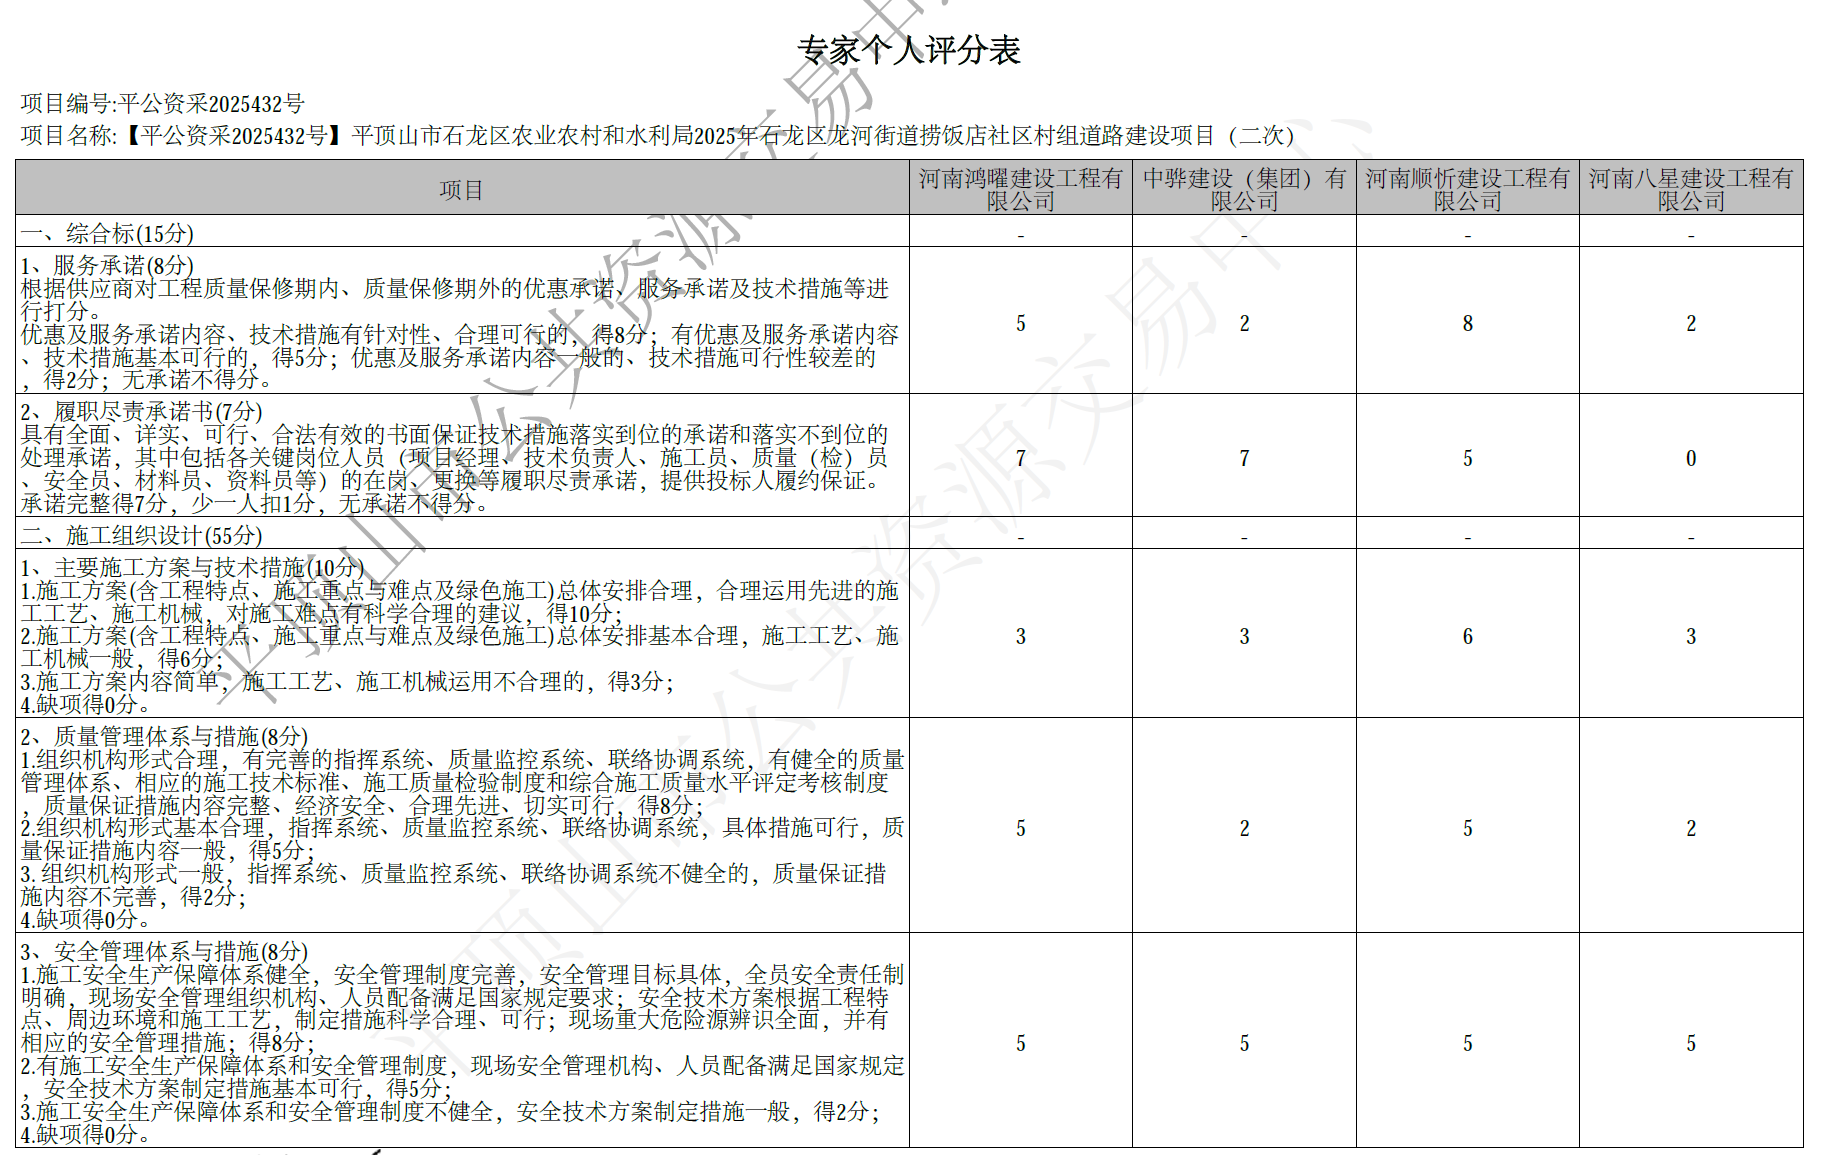 专家个人评分表
项目编号:平公资采2025432号
项目名称:【平公资采2025432号】平顶山市石龙区农业农村和水利局2025年石龙区龙河街道捞饭店社区村组道路建设项目（二次）
项目
河南鸿曜建设工程有
限公司
中骅建设（集团）有
限公司
河南顺忻建设工程有
限公司
河南八星建设工程有
限公司
一、综合标(15分)
-
-
-
-
1、服务承诺(8分)
根据供应商对工程质量保修期内、质量保修期外的优惠承诺、服务承诺及技术措施等进
行打分。
优惠及服务承诺内容、技术措施有针对性、合理可行的，得8分；有优惠及服务承诺内容
、技术措施基本可行的，得5分；优惠及服务承诺内容一般的、技术措施可行性较差的
，得2分；无承诺不得分。
5
2
8
2
2、履职尽责承诺书(7分)
具有全面、详实、可行、合法有效的书面保证技术措施落实到位的承诺和落实不到位的
处理承诺，其中包括各关键岗位人员（项目经理、技术负责人、施工员、质量（检）员
、安全员、材料员、资料员等）的在岗、更换等履职尽责承诺，提供投标人履约保证。
承诺完整得7分，少一人扣1分，无承诺不得分。
7
7
5
0
二、施工组织设计(55分)
-
-
-
-
1、主要施工方案与技术措施(10分)
1.施工方案(含工程特点、施工重点与难点及绿色施工)总体安排合理，合理运用先进的施
工工艺、施工机械，对施工难点有科学合理的建议，得10分；
2.施工方案(含工程特点、施工重点与难点及绿色施工)总体安排基本合理，施工工艺、施
工机械一般，得6分；
3.施工方案内容简单，施工工艺、施工机械运用不合理的，得3分；
4.缺项得0分。
3
3
6
3
2、质量管理体系与措施(8分)
1.组织机构形式合理，有完善的指挥系统、质量监控系统、联络协调系统，有健全的质量
管理体系、相应的施工技术标准、施工质量检验制度和综合施工质量水平评定考核制度
，质量保证措施内容完整、经济安全、合理先进、切实可行，得8分；
2.组织机构形式基本合理，指挥系统、质量监控系统、联络协调系统，具体措施可行，质
量保证措施内容一般，得5分；
3.组织机构形式一般，指挥系统、质量监控系统、联络协调系统不健全的，质量保证措
施内容不完善，得2分；
4.缺项得0分。
5
2
5
2
3、安全管理体系与措施(8分)
1.施工安全生产保障体系健全，安全管理制度完善，安全管理目标具体，全员安全责任制
明确，现场安全管理组织机构、人员配备满足国家规定要求；安全技术方案根据工程特
点、周边环境和施工工艺，制定措施科学合理、可行；现场重大危险源辨识全面，并有
相应的安全管理措施；得8分；
2.有施工安全生产保障体系和安全管理制度，现场安全管理机构、人员配备满足国家规定
，安全技术方案制定措施基本可行，得5分；
3.施工安全生产保障体系和安全管理制度不健全，安全技术方案制定措施一般，得2分；
4.缺项得0分。
5
5
5
5
平顶山市公共资源交易中
平顶山市公共资源交易中心